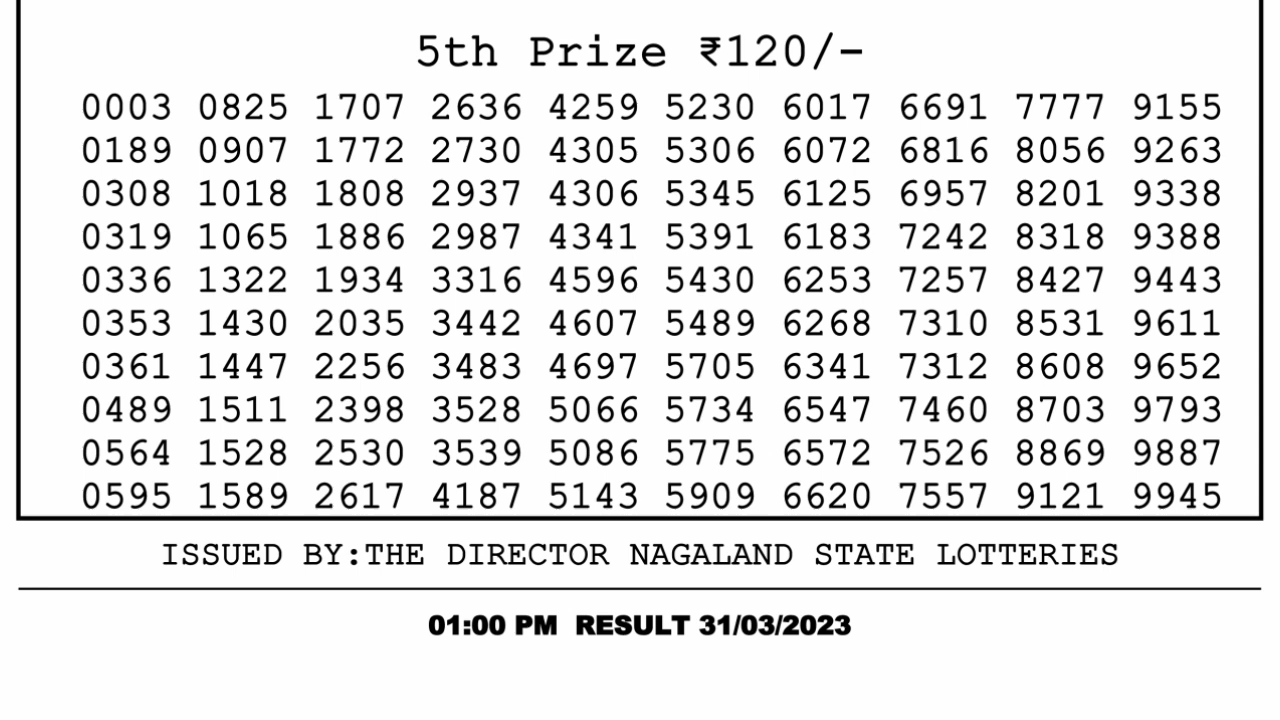 5th Prize ₹120/-
0003 0825 1707 2636 4259 5230 6017 6691 7777 9155
0189 0907 1772 2730 4305 5306 6072 6816 8056 9263
0308 1018 1808 2937 4306 5345 6125 6957 8201 9338
0319 1065 1886 2987 4341 5391 6183 7242 8318 9388
0336 1322 1934 3316 4596 5430 6253 7257 8427 9443
0353 1430 2035 3442 4607 5489 6268 7310 8531 9611
0361 1447 2256 3483 4697 5705 6341 7312 8608 9652
0489 1511 2398 3528 5066 5734 6547 7460 8703 9793
0564 1528 2530 3539 5086 5775 6572 7526 8869 9887
0595 1589 2617 4187 5143 5909 6620 7557 9121 9945
ISSUED BY:THE DIRECTOR NAGALAND STATE LOTTERIES
01:00 PM RESULT 31/03/2023